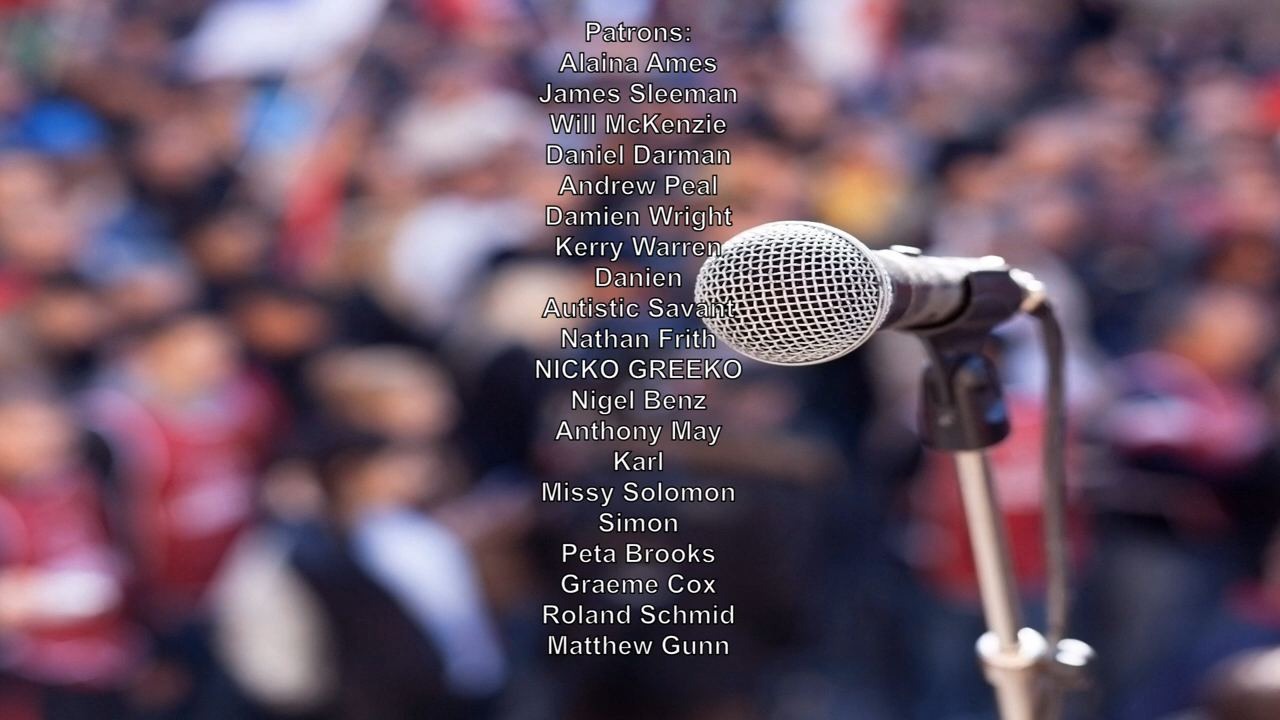 Patrons:
Alaina Ames
James Sleeman
Will McKenzie
Daniel Darman
Andrew Peal
Damien Wright
Kerry Warren
Danien
Autistic Savant
Nathan Frith
NICKO GREEKO
Nigel Benz
Anthony May
Karl
Missy Solomon
Simon
Peta Brooks
Graeme Cox
Roland Schmid
Matthew Gunn